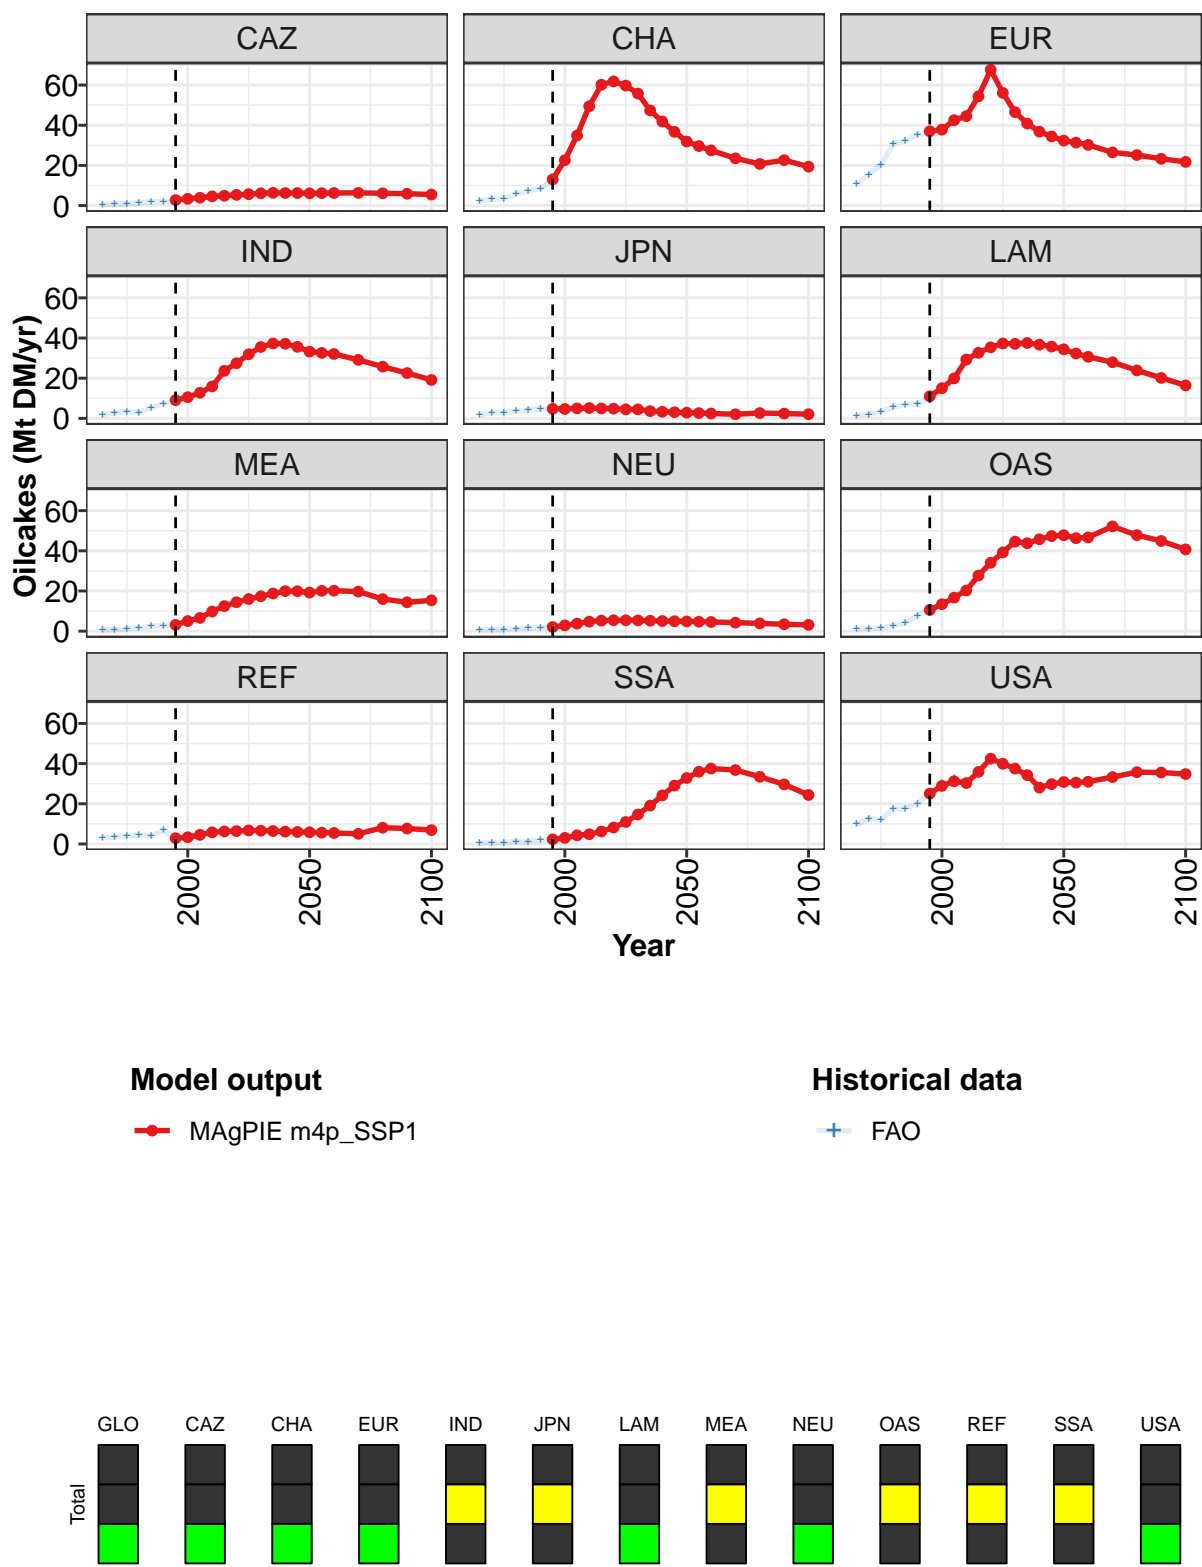 CAZ CHA EUR
60
40
20
0
IND JPN LAM
60
40
20
0
MEA NEU OAS
60
40
20
0
REF SSA USA
60
40
20
0
Oilcakes (Mt DM/yr)
2000 2050 2100 2000 2050 2100 2000 2050 2100
Year
Model output Historical data
MAgPIE m4p_SSP1 FAO
GLO CAZ CHA EUR IND JPN LAM MEA NEU OAS REF SSA USA
Total